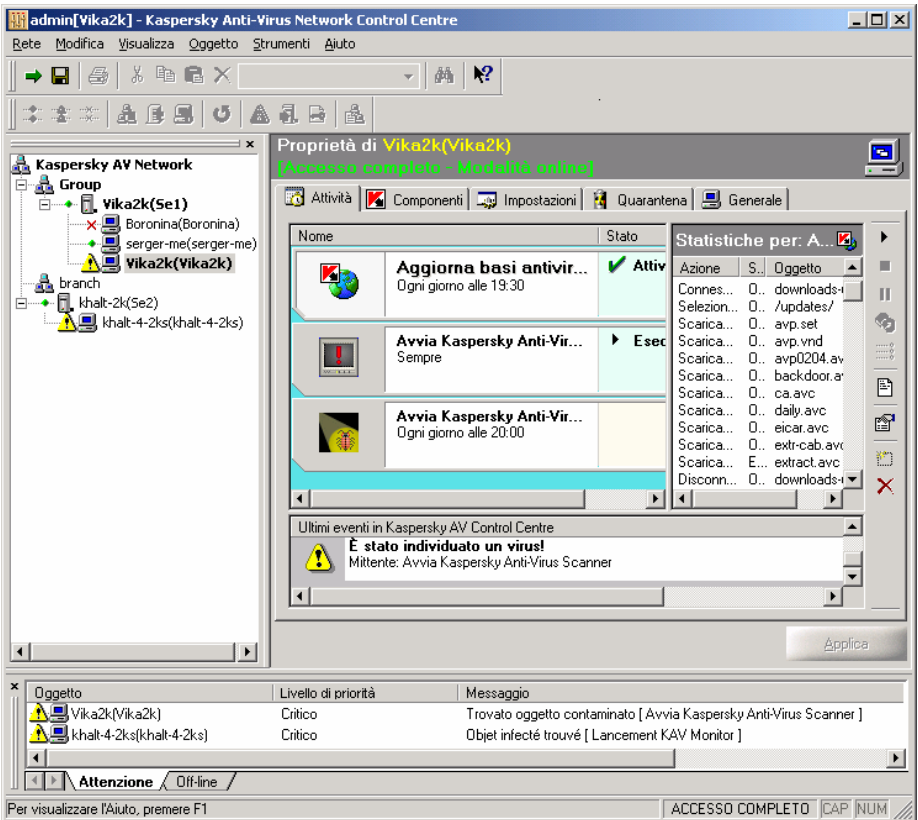 admin[Vika2k] - Kaspersky Anti-Virus Network Control Centre
Rete Modifica Visualizza Oggetto Strumenti Aiuto
Proprietà di Vika2k(Vika2k)
[Accesso completo - Modalità online]
Kaspersky AV Network
Group
Vika2k(Se1)
Boronina(Boronina)
serger-me(serger-me)
Vika2k(Vika2k)
branch
khalt-2k(Se2)
khalt-4-2ks(khalt-4-2ks)
Attività Componenti Impostazioni Quarantena Generale
Nome Stato
Aggiorna basi antivir... Attiv
Ogni giorno alle 19:30
Avvia Kaspersky Anti-Vir... Esec
Sempre
Avvia Kaspersky Anti-Vir...
Ogni giorno alle 20:00
Statistiche per: A...
Azione S.. Oggetto
Connes... O.. downloads-
Selezion... O.. /updates/
Scarica... O.. avp.set
Scarica... O.. avp.vnd
Scarica... O.. avp0204.av
Scarica... O.. backdoor.a
Scarica... O.. ca.avc
Scarica... O.. daily.avc
Scarica... O.. eicar.avc
Scarica... O.. extr-cab.av
Scarica... E... extract.avc
Disconn... O.. downloads-
Ultimi eventi in Kaspersky AV Control Centre
È stato individuato un virus!
Mittente: Avvia Kaspersky Anti-Virus Scanner
Applica
Oggetto Livello di priorità Messaggio
Vika2k(Vika2k) Critico Trovato oggetto contaminato [ Avvia Kaspersky Anti-Virus Scanner ]
khalt-4-2ks(khalt-4-2ks) Critico Objet infecté trouvé [ Lancement KAV Monitor ]
Attenzione Off-line
Per visualizzare l'Aiuto, premere F1 ACCESSO COMPLETO CAP NUM